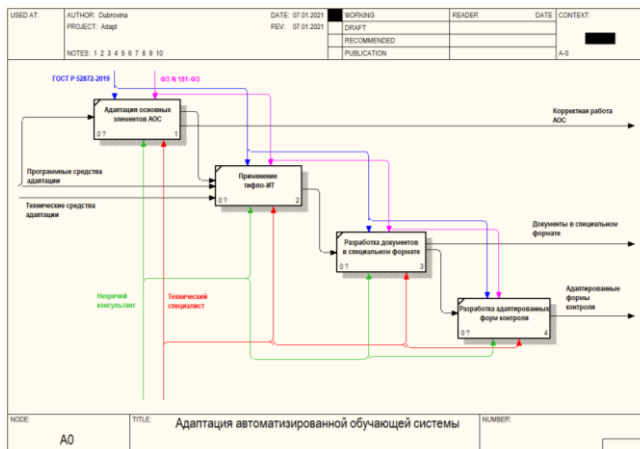 USED AT:
AUTHOR: Dubrovina
DATE: 07.01.2021
WORKING
READER
DATE
CONTEXT:
PROJECT: Adapt
REV: 07.01.2021
DRAFT
RECOMMENDED
NOTES: 1 2 3 4 5 6 7 8 9 10
PUBLICATION
A-0
ГОСТ Р 52872-2019
ФЗ N 181-ФЗ
Адаптация основных
элементов АОС
0 ?
1
Корректная работа
АОС
Программные средства
адаптации
Технические средства
адаптации
Применение
тифло-ИТ
0 ?
2
Разработка документов
в специальном формате
0 ?
3
Документы в специальном
формате
Незрячий
консультант
Технический
специалист
Адаптированные
формы
контроля
Разработка адаптированных
форм контроля
0 ?
4
NODE:
TITLE:
Адаптация автоматизированной обучающей системы
NUMBER:
A0